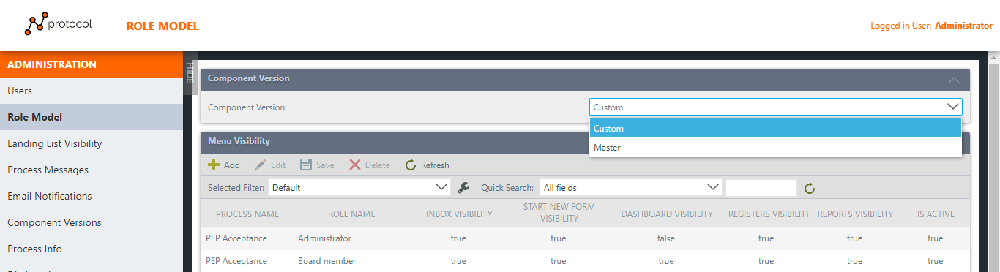 protocol
ROLE MODEL
Logged in User: Administrator
ADMINISTRATION
Users
Role Model
Landing List Visibility
Process Messages
Email Notifications
Component Versions
Process Info
HIDE
Component Version
Component Version:
Custom
Custom
Master
Menu Visibility
Add
Edit
Save
Delete
Refresh
Selected Filter:
Default
Quick Search:
All fields
PROCESS NAME
ROLE NAME
INBOX VISIBILITY
START NEW FORM
VISIBILITY
DASHBOARD VISIBILITY
REGISTERS VISIBILITY
REPORTS VISIBILITY
IS ACTIVE
PEP Acceptance Administrator true true false true true true
PEP Acceptance Board member true true true true true true